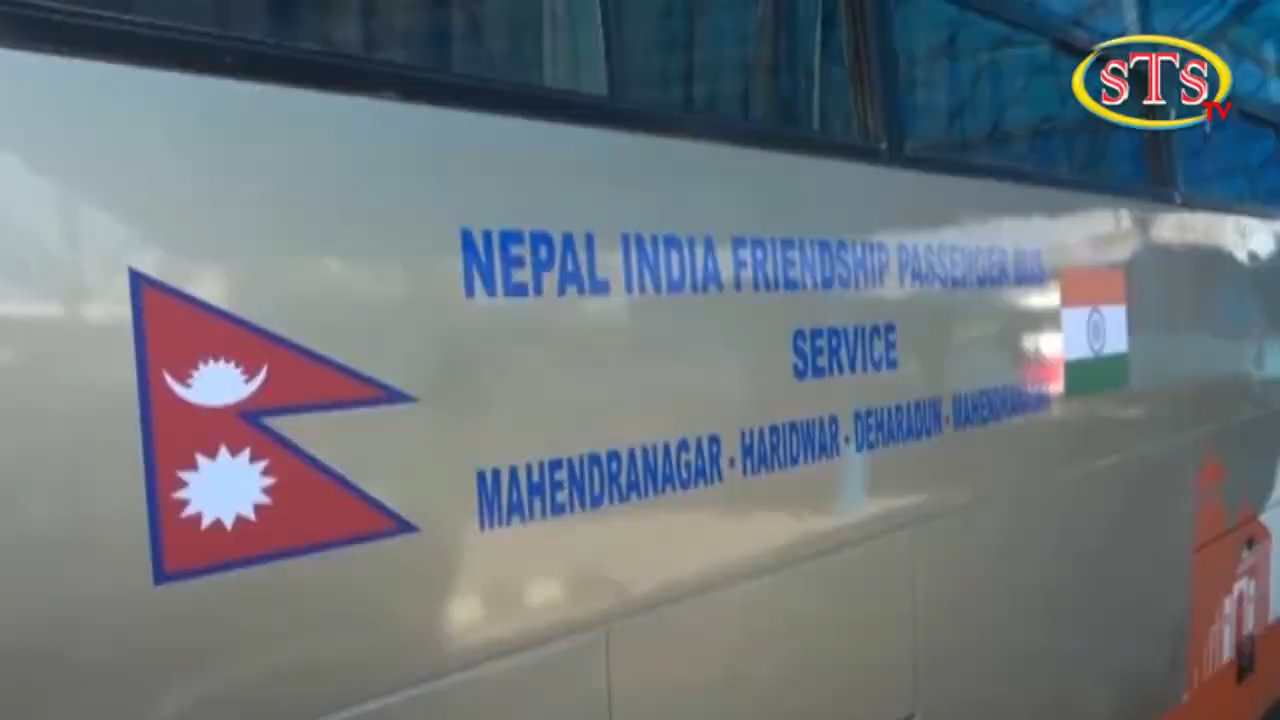 STS TV
NEPAL INDIA FRIENDSHIP PASSENGER BUS
SERVICE
MAHENDRANAGAR - HARIDWAR - DEHARADUN - MAHENDRANAGAR